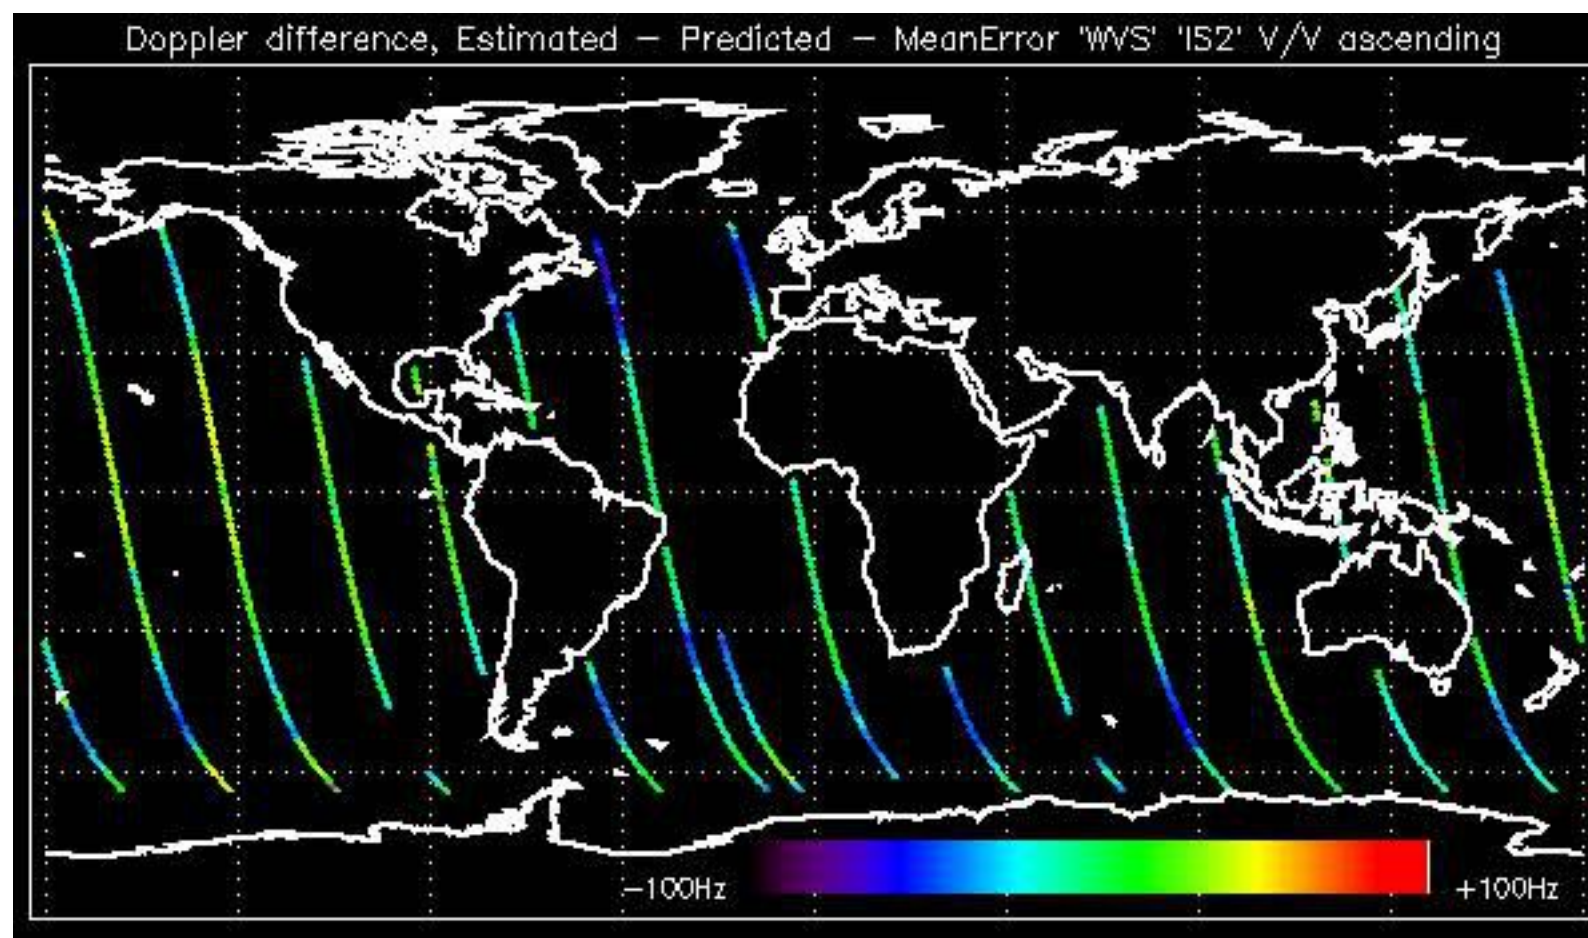 Doppler difference, Estimated – Predicted – MeanError 'WVS' 'IS2' V/V ascending
-100Hz
+100Hz